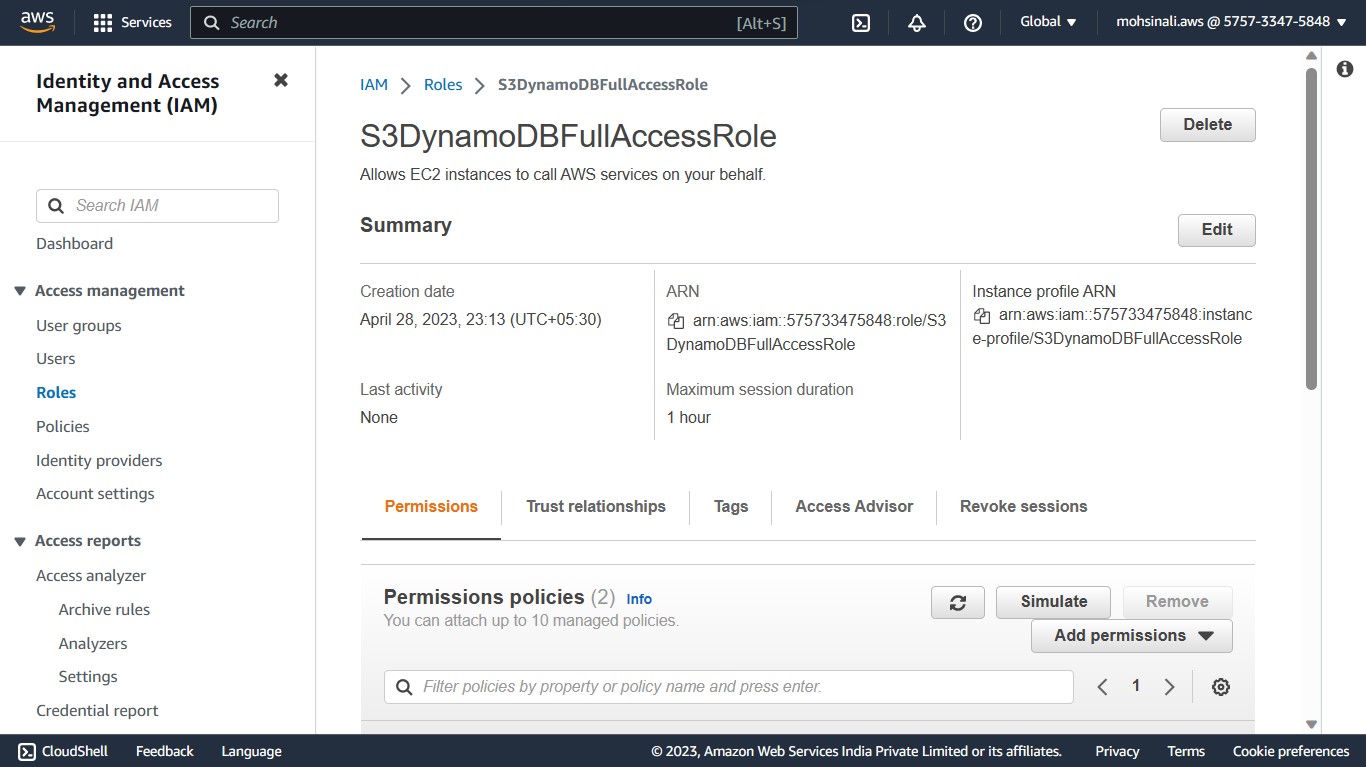 aws
Services
Search
[Alt+S]
Global
mohsinali.aws @ 5757-3347-5848
Identity and Access
Management (IAM)
Search IAM
Dashboard
Access management
User groups
Users
Roles
Policies
Identity providers
Account settings
Access reports
Access analyzer
Archive rules
Analyzers
Settings
Credential report
IAM
Roles
S3DynamoDBFullAccessRole
S3DynamoDBFullAccessRole
Delete
Allows EC2 instances to call AWS services on your behalf.
Summary
Edit
Creation date
April 28, 2023, 23:13 (UTC+05:30)
ARN
arn:aws:iam::575733475848:role/S3
DynamoDBFullAccessRole
Instance profile ARN
arn:aws:iam::575733475848:instanc
e-profile/S3DynamoDBFullAccessRole
Last activity
None
Maximum session duration
1 hour
Permissions
Trust relationships
Tags
Access Advisor
Revoke sessions
Permissions policies (2) Info
You can attach up to 10 managed policies.
Simulate
Remove
Add permissions
Filter policies by property or policy name and press enter.
1
CloudShell
Feedback
Language
© 2023, Amazon Web Services India Private Limited or its affiliates.
Privacy
Terms
Cookie preferences